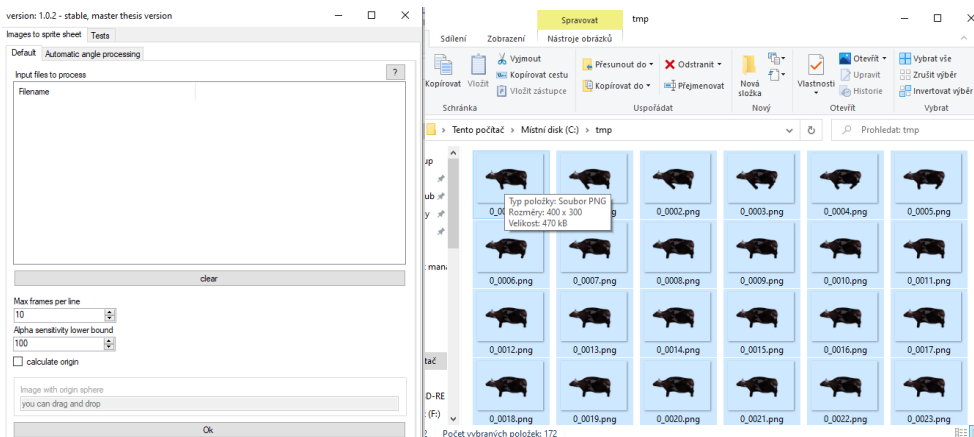 version: 1.0.2 - stable, master thesis version
Images to sprite sheet Tests
Default Automatic angle processing
Input files to process ?
Filename
clear
Max frames per line
10
Alpha sensitivity lower bound
100
calculate origin
Image with origin sphere
you can drag and drop
Ok
Spravovat tmp
Sdílení Zobrazení Nástroje obrázků
Kopírovat
Vložit
Vyjmout
Kopírovat cestu
Vložit zástupce
Schránka
Přesunout do
Kopírovat do
Odstranit
Přejmenovat
Uspořádat
Nová
složka
Nový
Vlastnosti
Otevřít
Upravit
Historie
Otevřít
Vybrat vše
Zrušit výběr
Invertovat výběr
Vybrat
Tento počítač Místní disk (C:) tmp
Prohledat: tmp
Typ položky: Soubor PNG
Rozměry: 400 x 300
Velikost: 470 kB
0_0002.png 0_0003.png 0_0004.png 0_0005.png
0_0006.png 0_0007.png 0_0008.png 0_0009.png 0_0010.png 0_0011.png
0_0012.png 0_0013.png 0_0014.png 0_0015.png 0_0016.png 0_0017.png
0_0018.png 0_0019.png 0_0020.png 0_0021.png 0_0022.png 0_0023.png
(F:)
Počet vybraných položek: 172